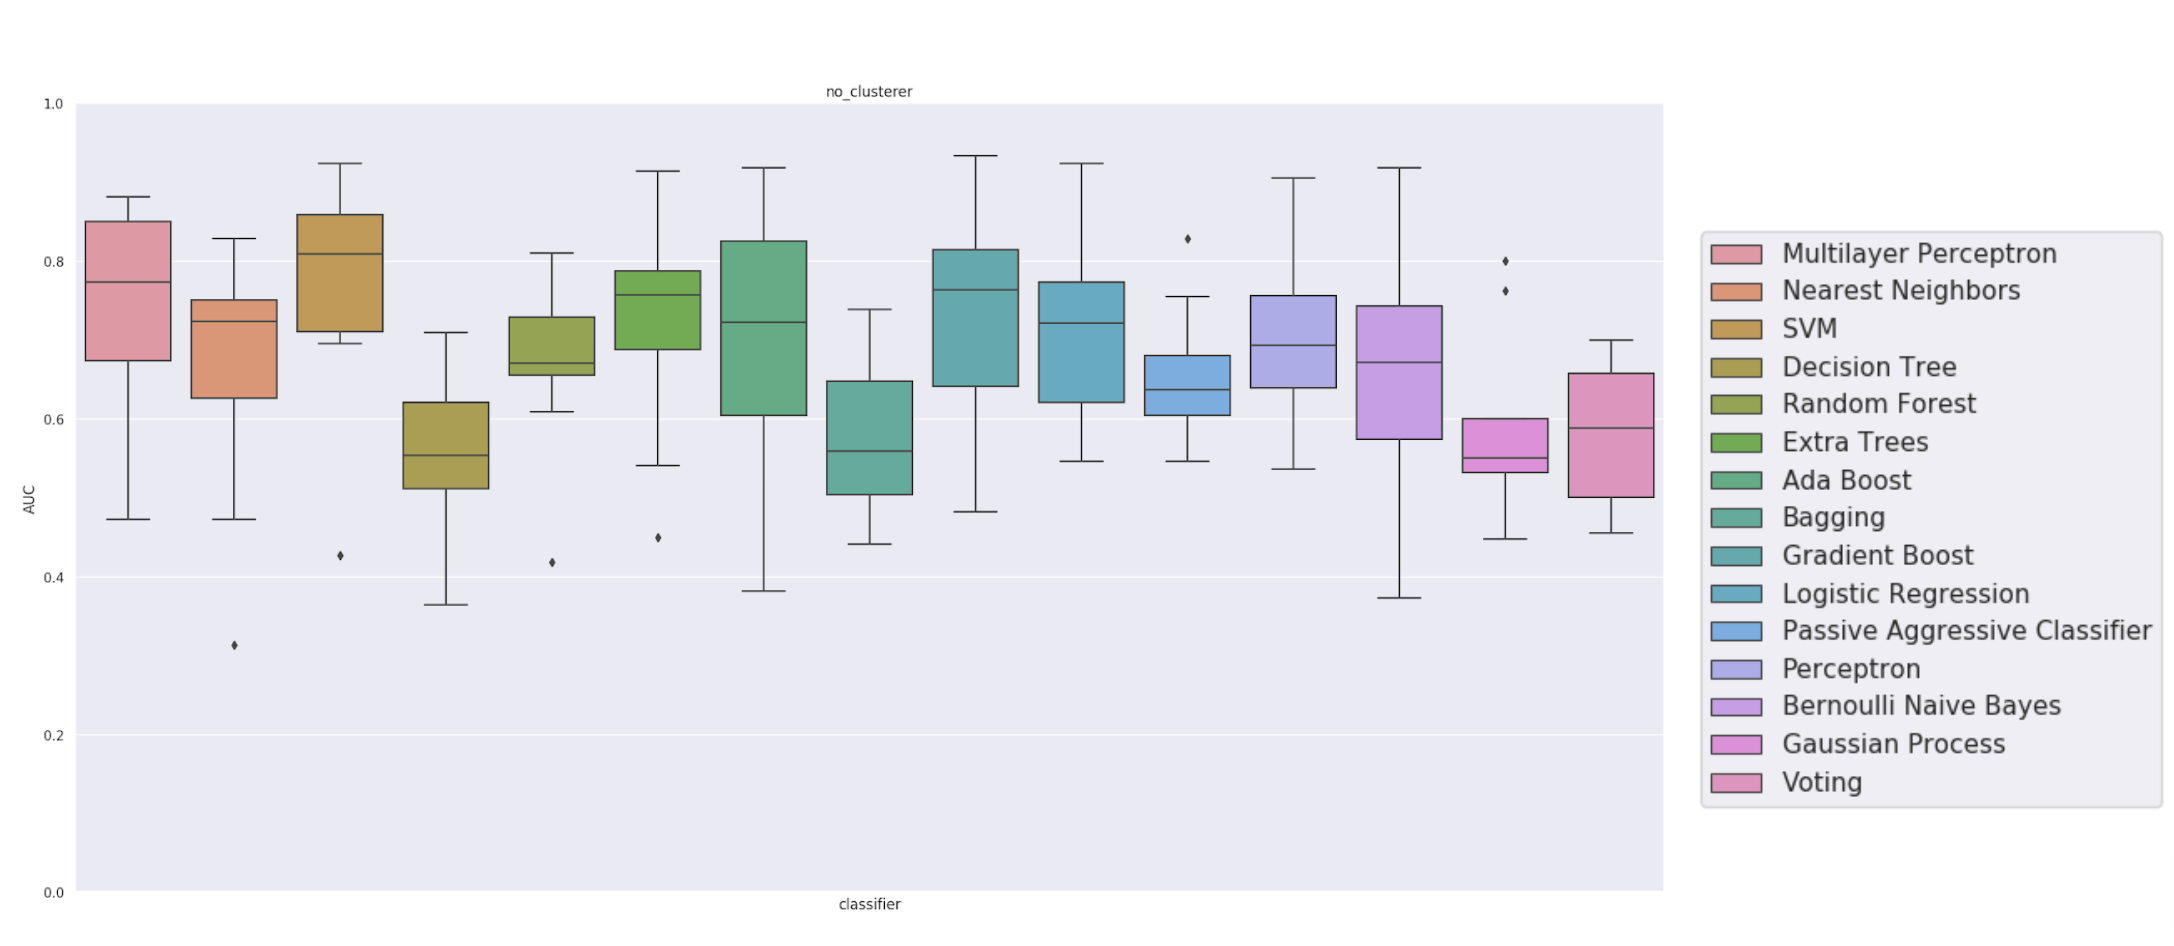 no_clusterer
1.0
0.8
0.6
0.4
0.2
0.0
AUC
classifier
Multilayer Perceptron
Nearest Neighbors
SVM
Decision Tree
Random Forest
Extra Trees
Ada Boost
Bagging
Gradient Boost
Logistic Regression
Passive Aggressive Classifier
Perceptron
Bernoulli Naive Bayes
Gaussian Process
Voting